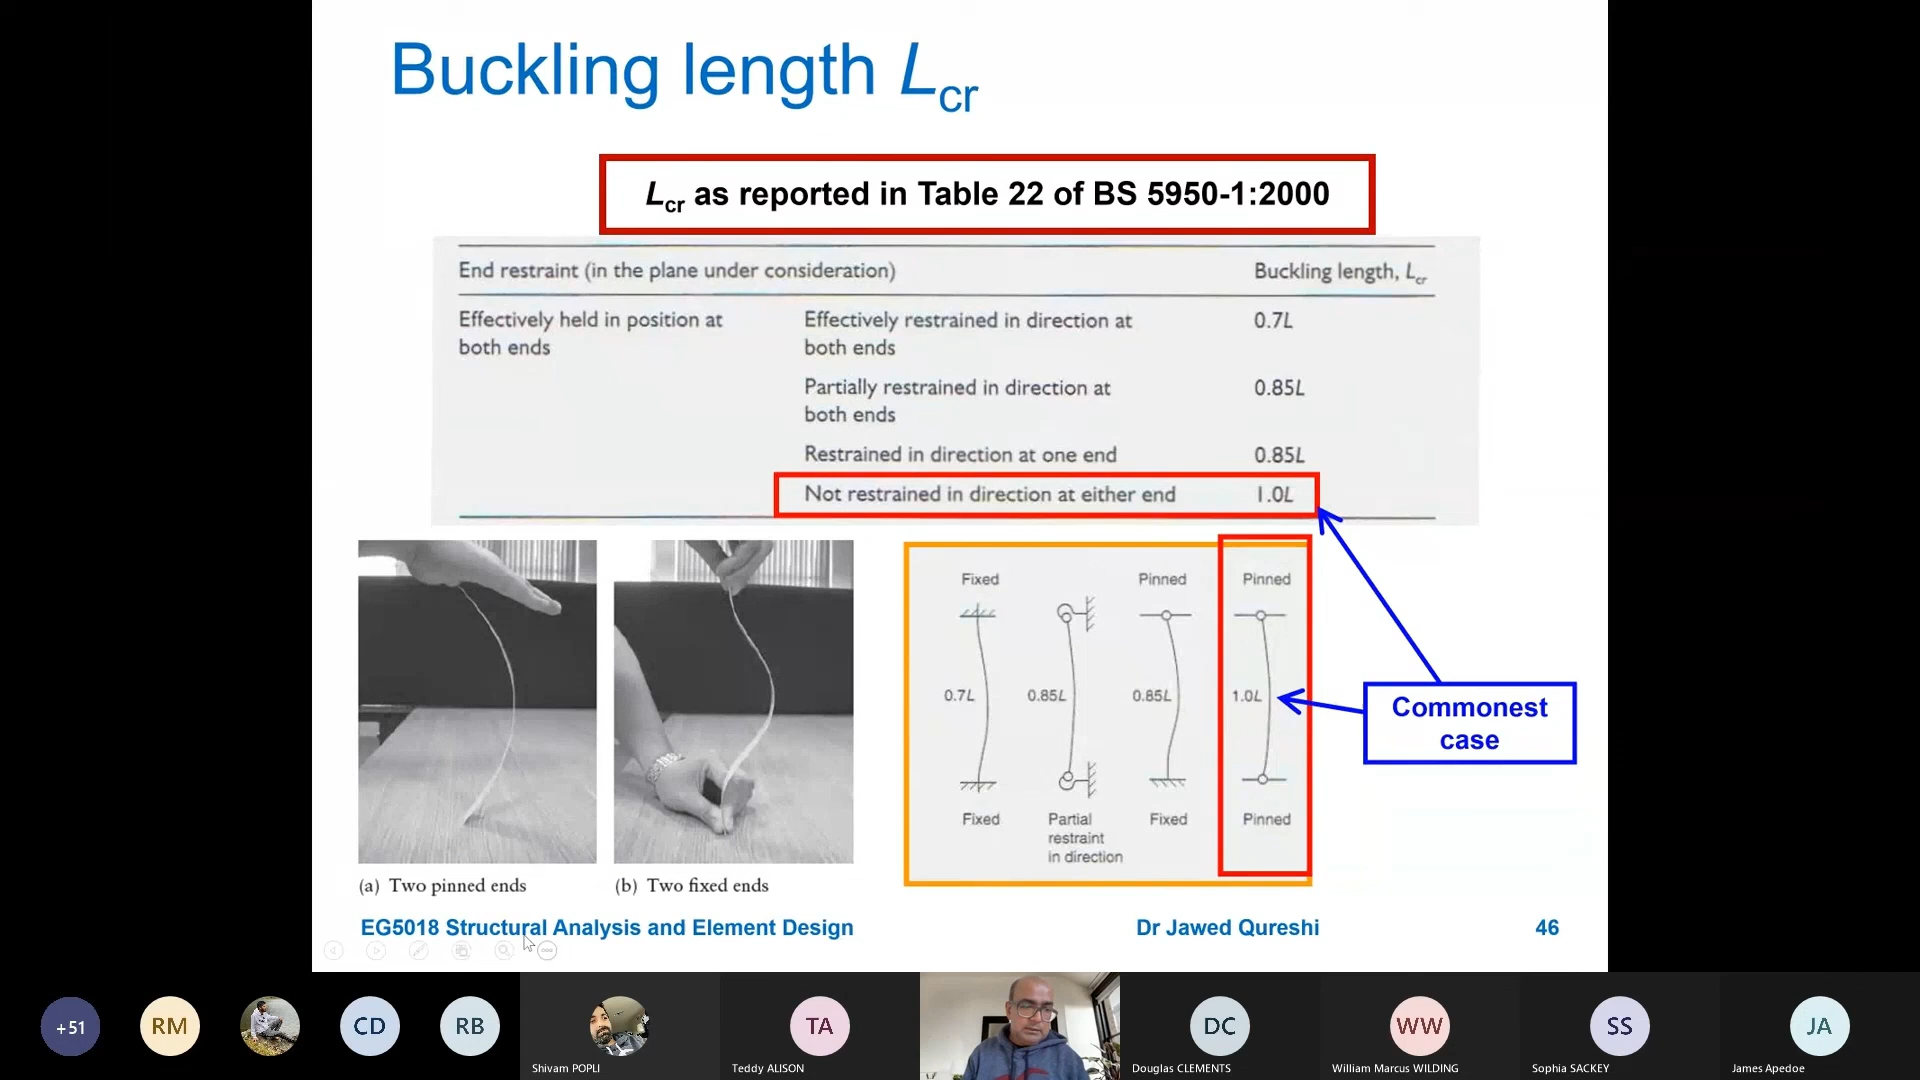 Buckling length Lcr
Lcr as reported in Table 22 of BS 5950-1:2000
End restraint (in the plane under consideration) Buckling length, Lcr
Effectively held in position at Effectively restrained in direction at 0.7L
both ends both ends
Partially restrained in direction at 0.85L
both ends
Restrained in direction at one end 0.85L
Not restrained in direction at either end 1.0L
Fixed Pinned Pinned
0.7L 0.85L 0.85L 1.0L
Commonest
case
Fixed Partial Fixed Pinned
restraint
in direction
(a) Two pinned ends (b) Two fixed ends
EG5018 Structural Analysis and Element Design Dr Jawed Qureshi 46
+51 RM CD RB TA DC WW SS JA
Shivam POPLI Teddy ALISON Douglas CLEMENTS William Marcus WILDING Sophia SACKEY James Apedoe